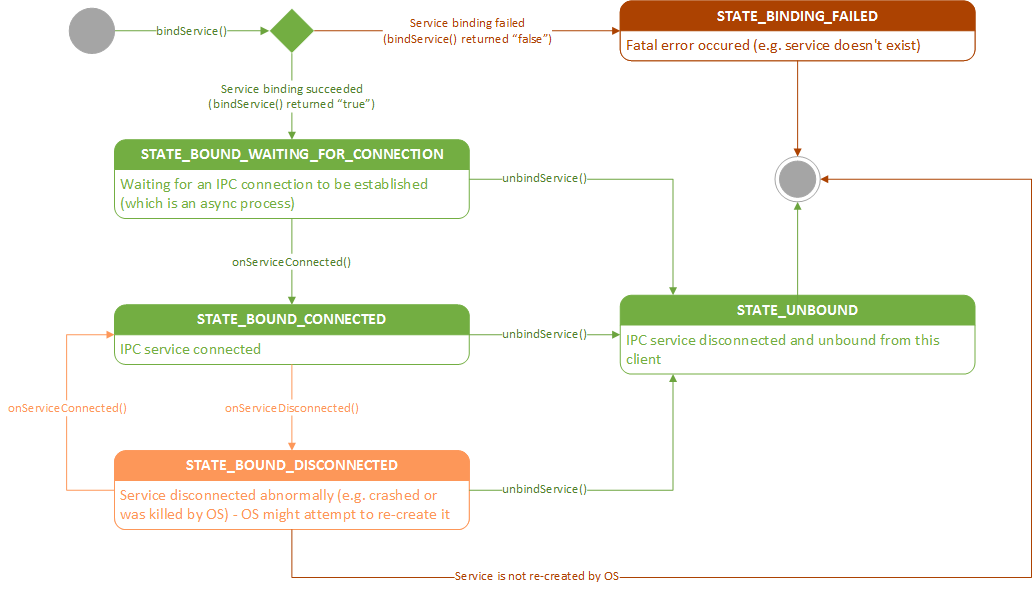 bindService()
Service binding failed
(bindService() returned “false”)
STATE_BINDING_FAILED
Fatal error occured (e.g. service doesn't exist)
Service binding succeeded
(bindService() returned “true”)
STATE_BOUND_WAITING_FOR_CONNECTION
Waiting for an IPC connection to be established
(which is an async process)
unbindService()
onServiceConnected()
STATE_BOUND_CONNECTED
IPC service connected
unbindService()
STATE_UNBOUND
IPC service disconnected and unbound from this
client
onServiceConnected()
onServiceDisconnected()
STATE_BOUND_DISCONNECTED
Service disconnected abnormally (e.g. crashed or
was killed by OS) - OS might attempt to re-create it
unbindService()
Service is not re-created by OS